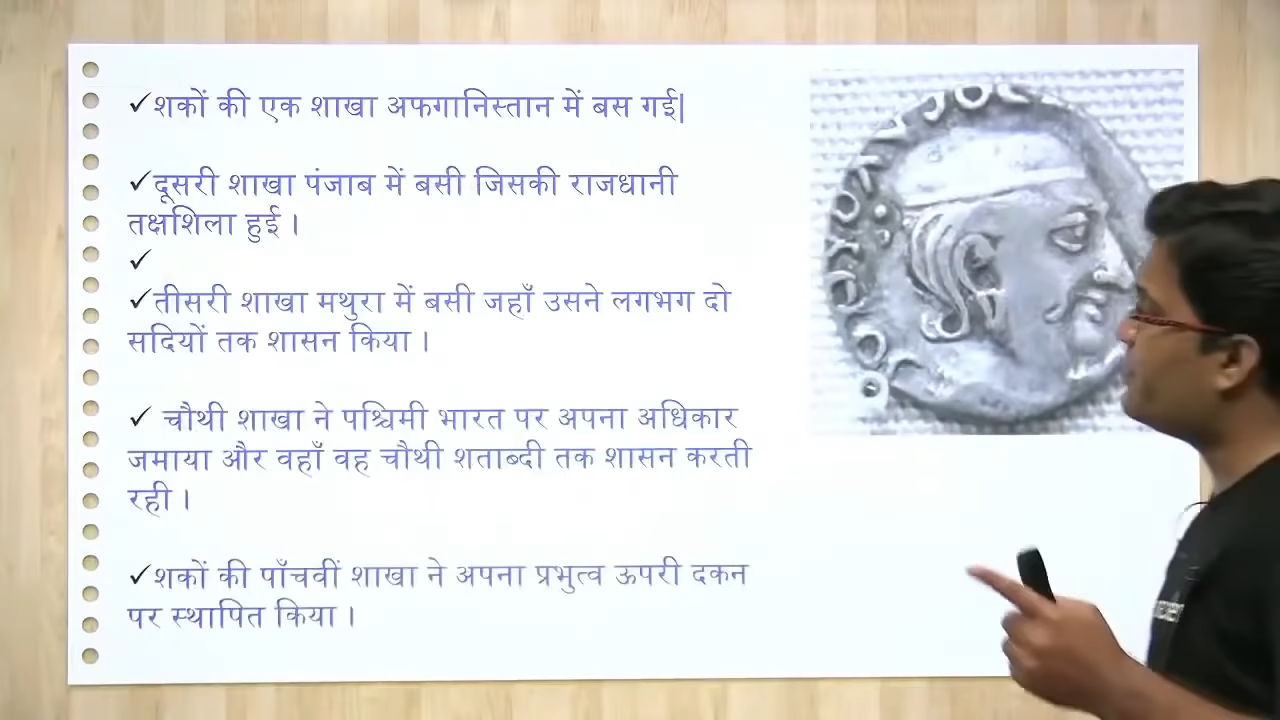 ✓शकों की एक शाखा अफगानिस्तान में बस गई|
✓दूसरी शाखा पंजाब में बसी जिसकी राजधानी
तक्षशिला हुई ।
✓
✓तीसरी शाखा मथुरा में बसी जहाँ उसने लगभग दो
सदियों तक शासन किया ।
✓ चौथी शाखा ने पश्चिमी भारत पर अपना अधिकार
जमाया और वहाँ वह चौथी शताब्दी तक शासन करती
रही ।
✓शकों की पाँचवीं शाखा ने अपना प्रभुत्व ऊपरी दकन
पर स्थापित किया ।